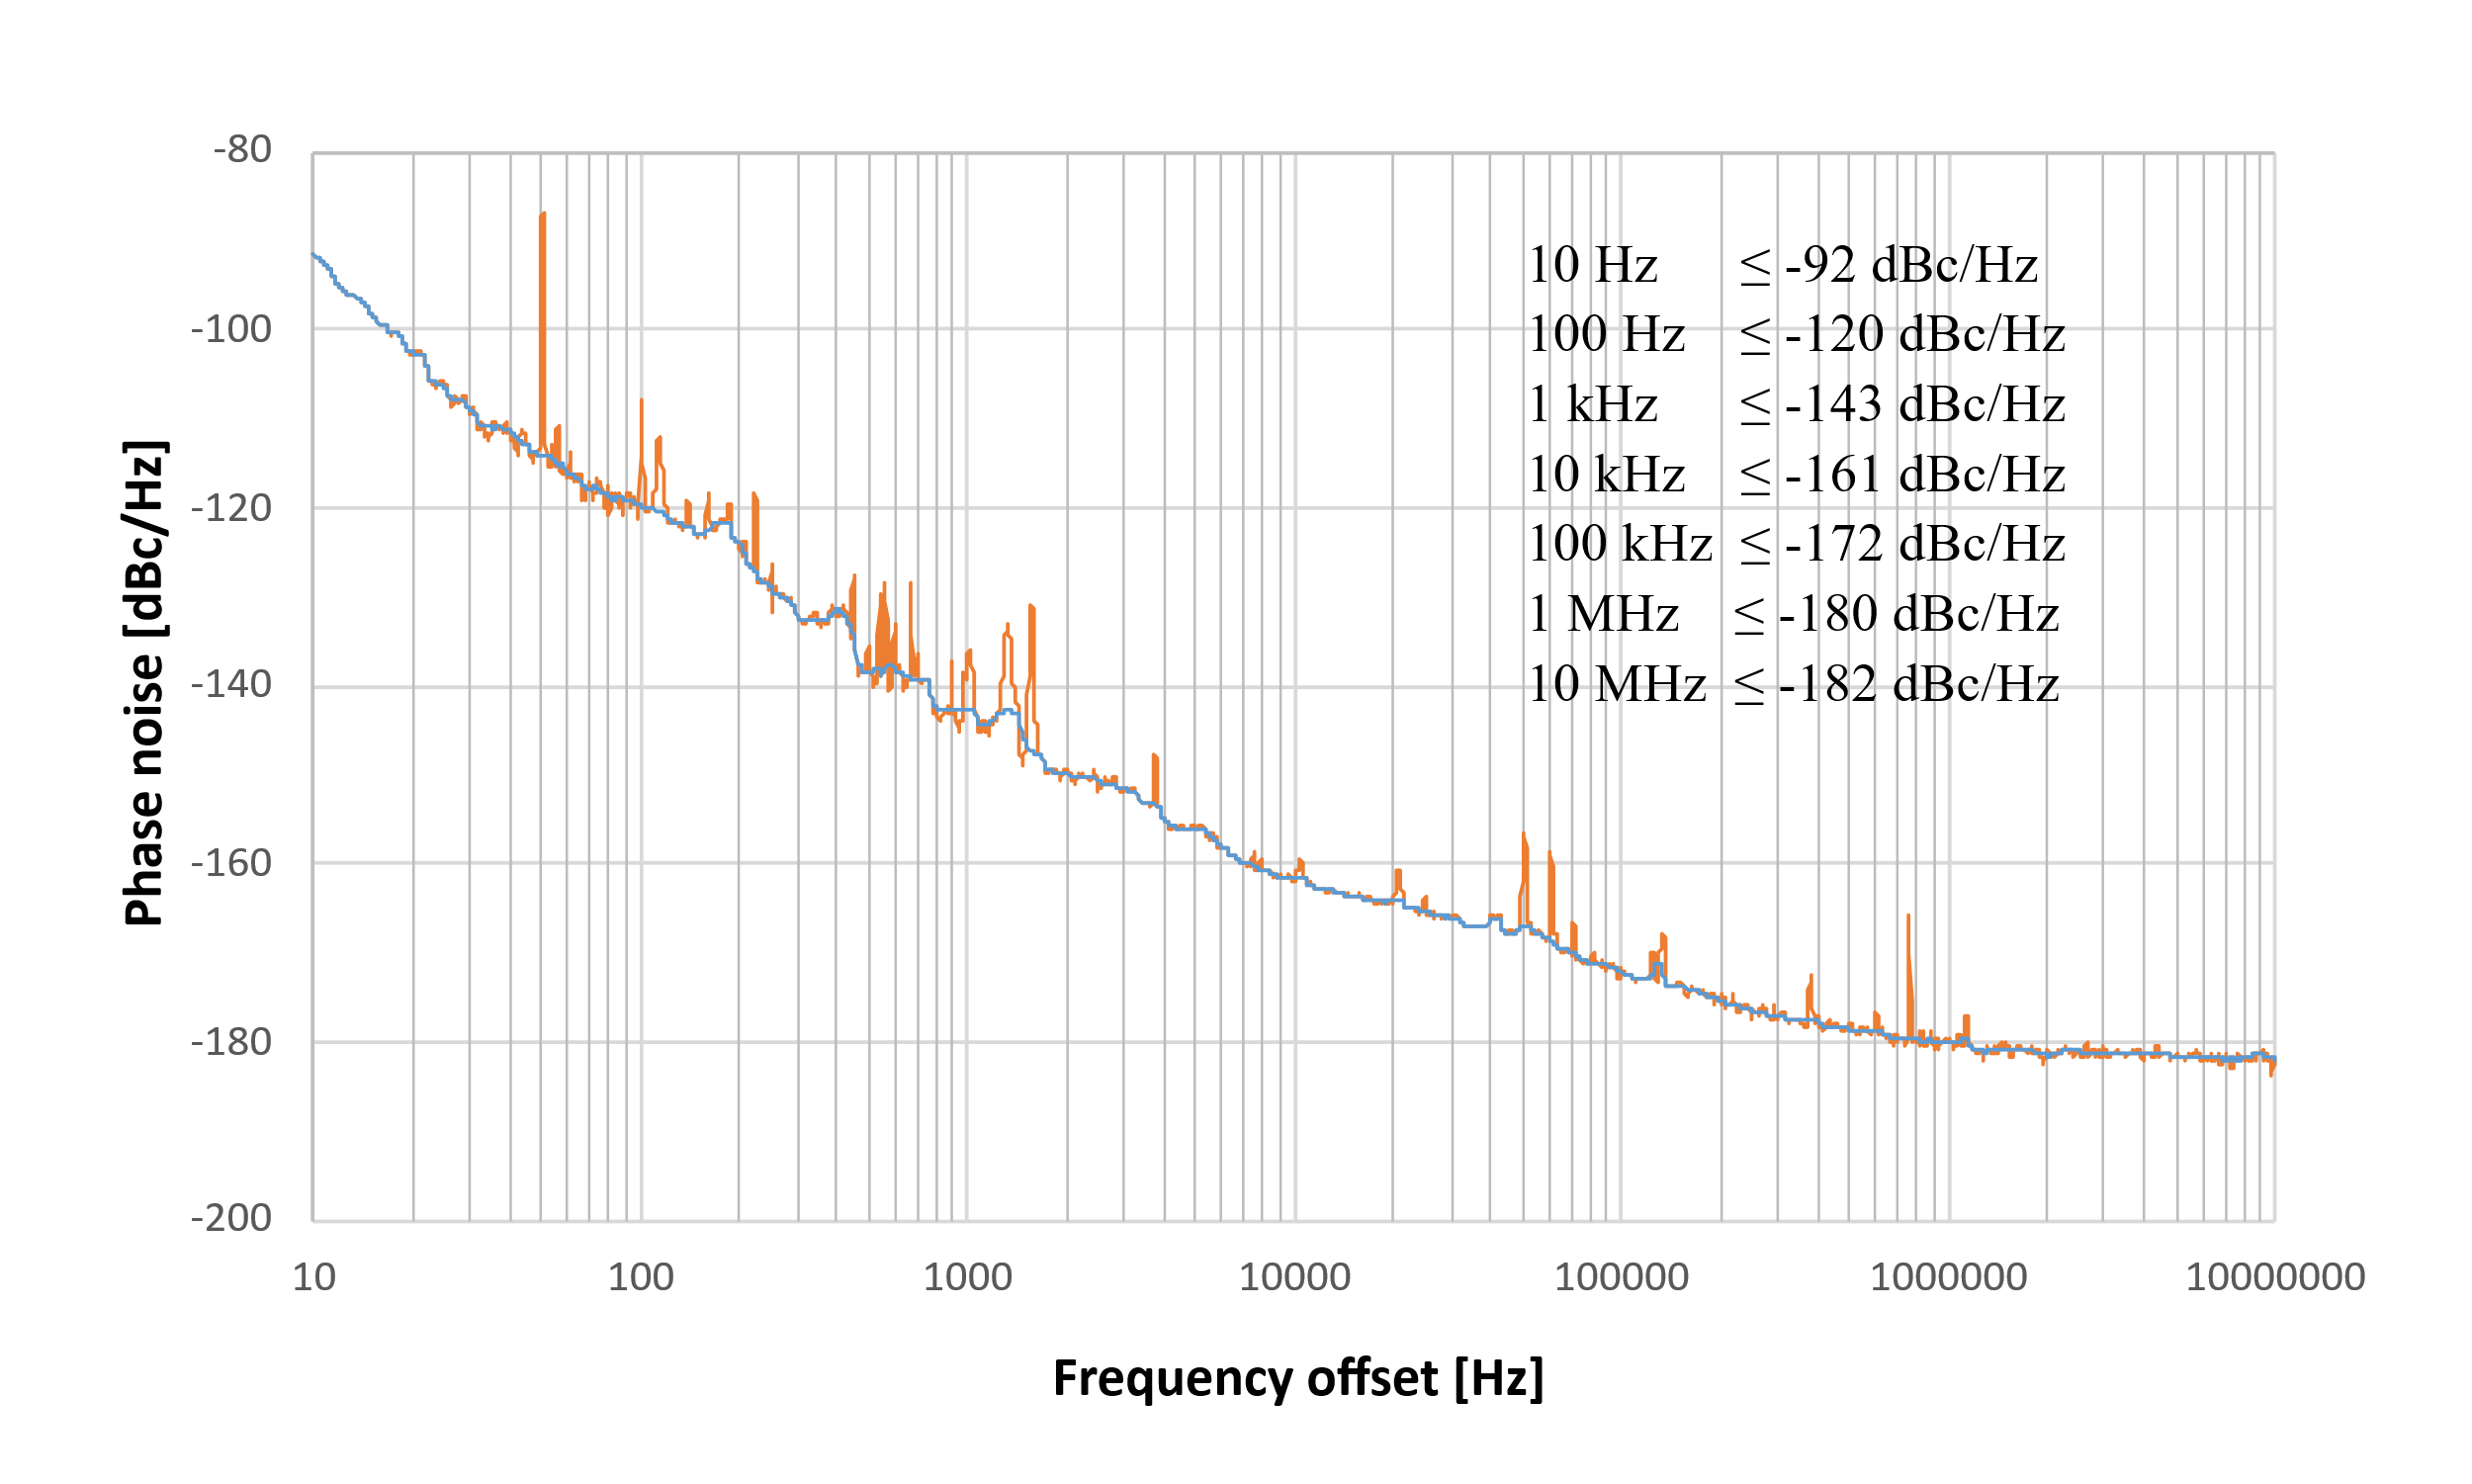 -80
-100
-120
-140
-160
-180
-200
Phase noise [dBc/Hz]
10 Hz ≤ -92 dBc/Hz
100 Hz ≤ -120 dBc/Hz
1 kHz ≤ -143 dBc/Hz
10 kHz ≤ -161 dBc/Hz
100 kHz ≤ -172 dBc/Hz
1 MHz ≤ -180 dBc/Hz
10 MHz ≤ -182 dBc/Hz
10 100 1000 10000 100000 1000000 10000000
Frequency offset [Hz]